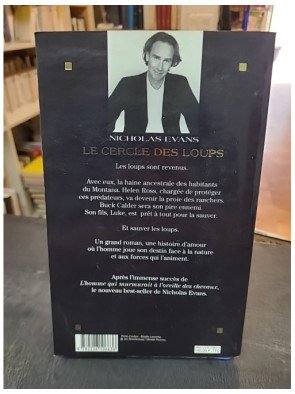 NICHOLAS EVANS
LE CERCLE DES LOUPS
Les loups sont revenus.
Avec eux, la haine ancestrale des habitants
du Montana. Helen Ross, chargée de protéger
ces prédateurs, va devenir la proie des ranchers.
Buck Calder sera son pire ennemi.
Son fils, Luke, est prêt à tout pour la sauver.
Et sauver les loups.
Un grand roman, une histoire d'amour
où l'homme joue son destin face à la nature
et aux forces qui l'animent.
Après l'immense succès de
L'homme qui murmurait à l'oreille des chevaux,
le nouveau best-seller de Nicholas Evans.